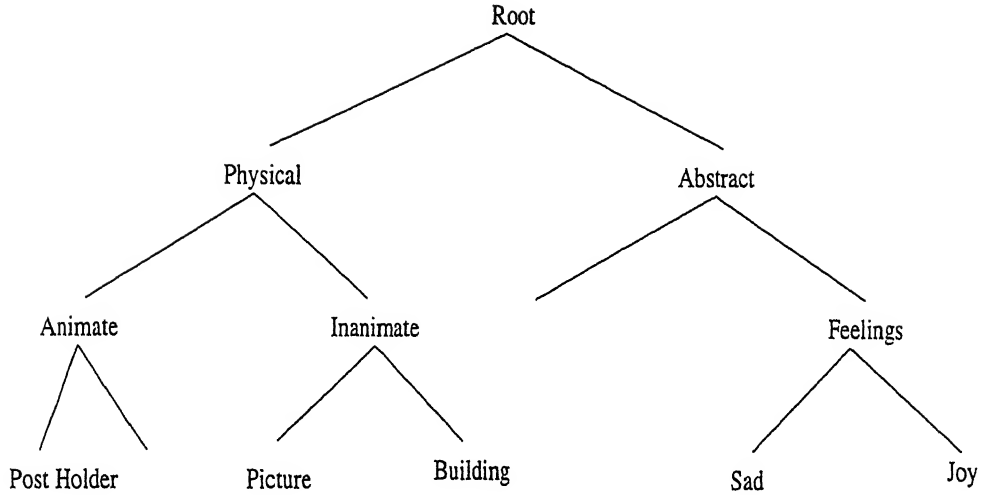 Root
Physical
Abstract
Animate
Inanimate
Feelings
Post Holder
Picture
Building
Sad
Joy